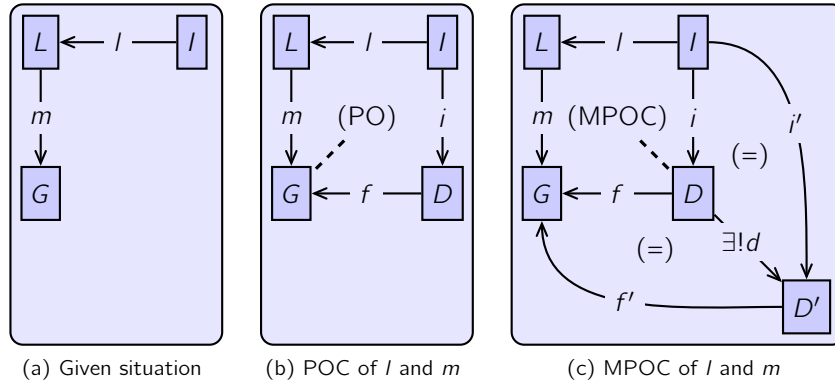 L l I
m
G
(a) Given situation
L l I
m (PO) i
G f D
(b) POC of l and m
L l I
m (MPOC) i i′
(=)
G f D
(=) ∃!d
f′ D′
(c) MPOC of l and m